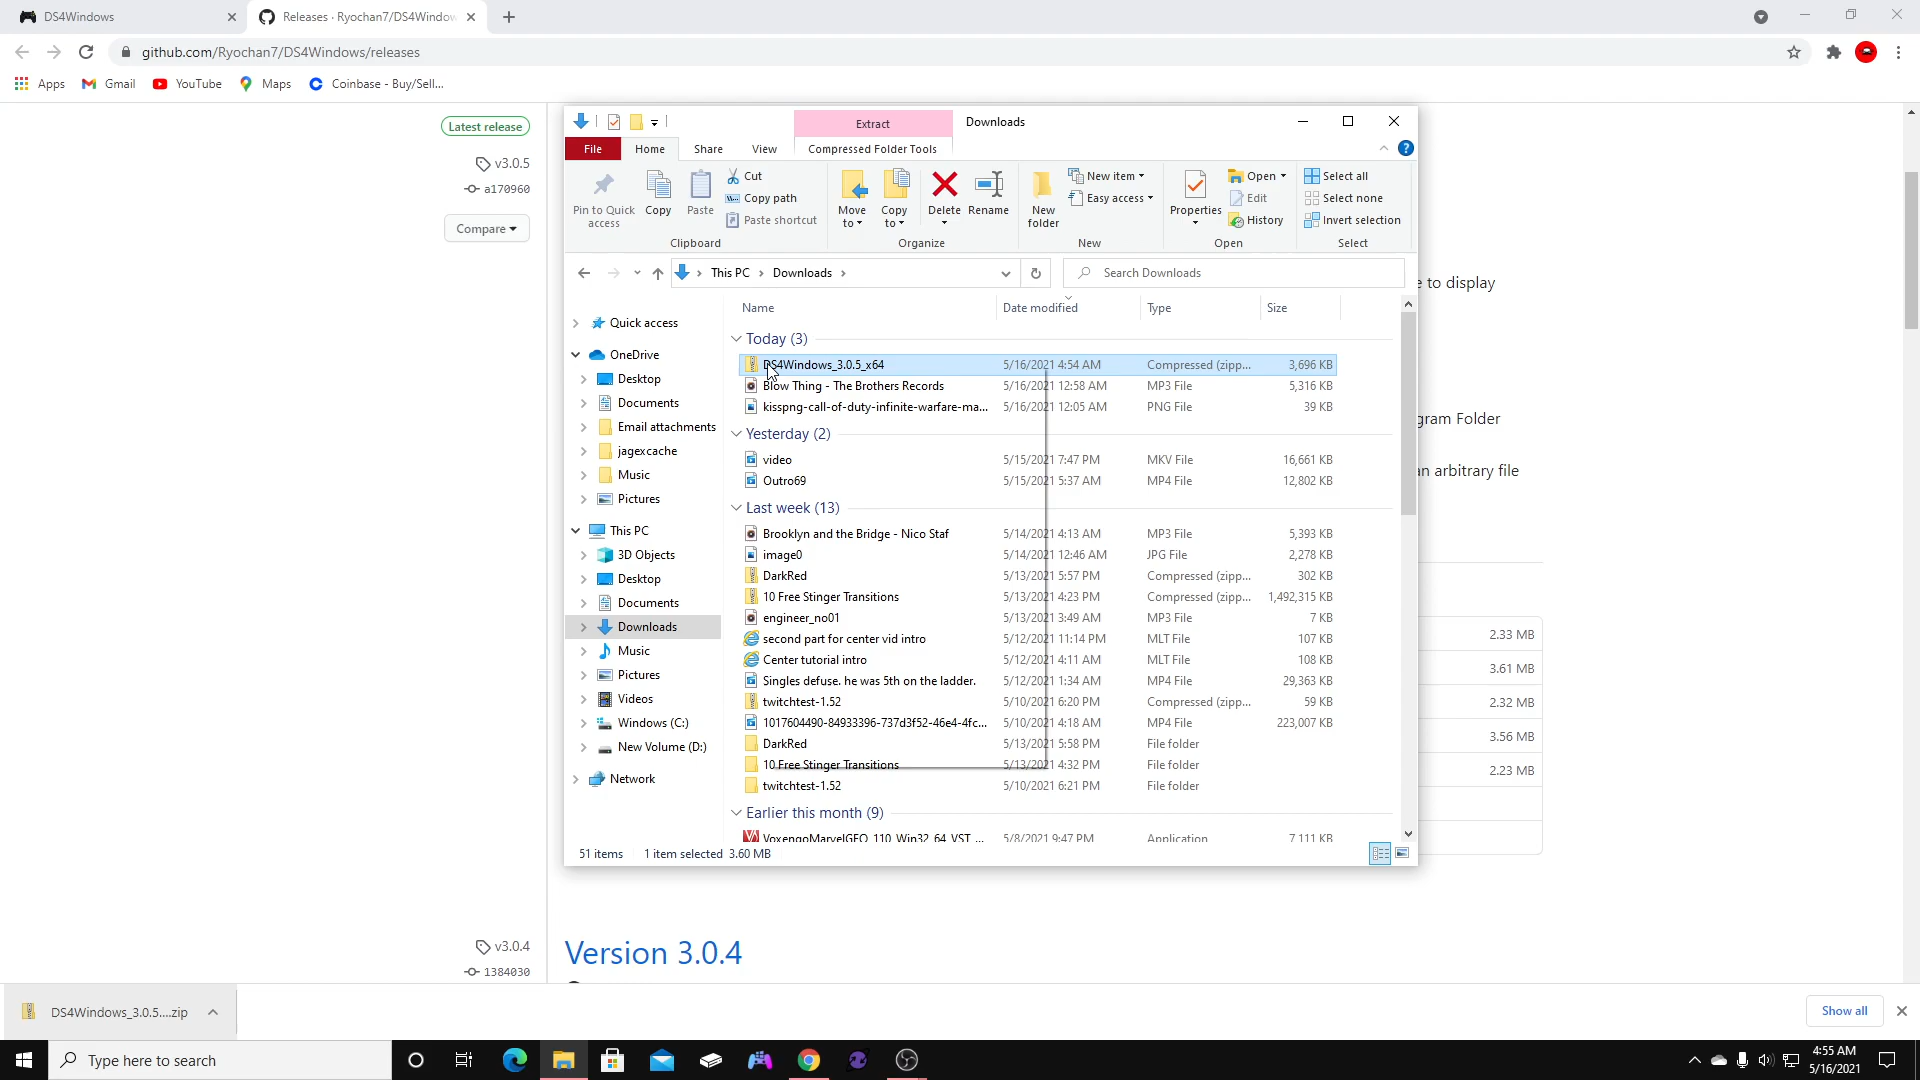 DS4Windows
Releases · Ryochan7/DS4Window
github.com/Ryochan7/DS4Windows/releases
Apps
Gmail
YouTube
Maps
Coinbase - Buy/Sell...
Latest release
v3.0.5
a170960
Compare
Extract
Downloads
File
Home
Share
View
Compressed Folder Tools
Pin to Quick access
Copy
Paste
Cut
Copy path
Paste shortcut
Clipboard
Move to
Copy to
Delete
Rename
Organize
New folder
New item
Easy access
New
Properties
Open
Edit
History
Open
Select all
Select none
Invert selection
Select
This PC
Downloads
Search Downloads
Name
Date modified
Type
Size
Quick access
OneDrive
Desktop
Documents
Email attachments
jagexcache
Music
Pictures
This PC
3D Objects
Desktop
Documents
Downloads
Music
Pictures
Videos
Windows (C:)
New Volume (D:)
Network
Today (3)
DS4Windows_3.0.5_x64 5/16/2021 4:54 AM Compressed (zipp... 3,696 KB
Blow Thing - The Brothers Records 5/16/2021 12:58 AM MP3 File 5,316 KB
kisspng-call-of-duty-infinite-warfare-ma... 5/16/2021 12:05 AM PNG File 39 KB
Yesterday (2)
video 5/15/2021 7:47 PM MKV File 16,661 KB
Outro69 5/15/2021 5:37 AM MP4 File 12,802 KB
Last week (13)
Brooklyn and the Bridge - Nico Staf 5/14/2021 4:13 AM MP3 File 5,393 KB
image0 5/14/2021 12:46 AM JPG File 2,278 KB
DarkRed 5/13/2021 5:57 PM Compressed (zipp... 302 KB
10 Free Stinger Transitions 5/13/2021 4:23 PM Compressed (zipp... 1,492,315 KB
engineer_no01 5/13/2021 3:49 AM MP3 File 7 KB
second part for center vid intro 5/12/2021 11:14 PM MLT File 107 KB
Center tutorial intro 5/12/2021 4:11 AM MLT File 108 KB
Singles defuse. he was 5th on the ladder. 5/12/2021 1:34 AM MP4 File 29,363 KB
twitchtest-1.52 5/10/2021 6:20 PM Compressed (zipp... 59 KB
1017604490-84933396-737d3f52-46e4-4fc... 5/10/2021 4:18 AM MP4 File 223,007 KB
DarkRed 5/13/2021 5:58 PM File folder
10 Free Stinger Transitions 5/13/2021 4:32 PM File folder
twitchtest-1.52 5/10/2021 6:21 PM File folder
Earlier this month (9)
VoxengoMarvelGEQ_110_Win32_64_VST_... 5/8/2021 9:47 PM Application 7,111 KB
51 items
1 item selected 3.60 MB
e to display
gram Folder
an arbitrary file
2.33 MB
3.61 MB
2.32 MB
3.56 MB
2.23 MB
v3.0.4
1384030
Version 3.0.4
DS4Windows_3.0.5....zip
Show all
Type here to search
4:55 AM
5/16/2021